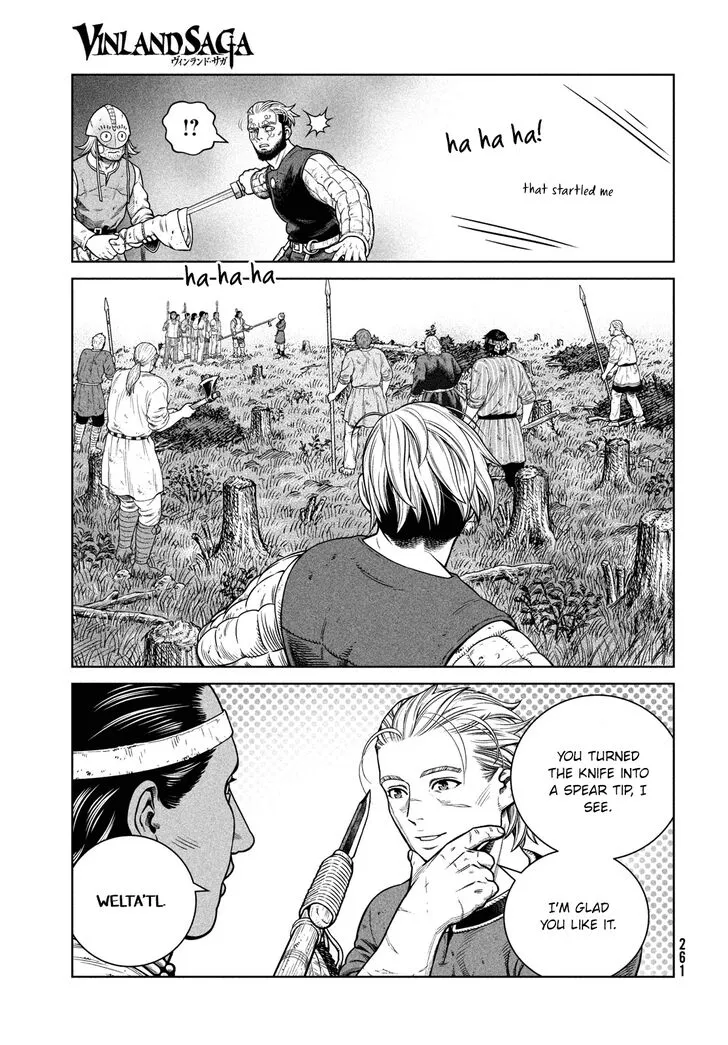 VINLAND SAGA
ヴィンランド・サガ
!?
ha ha ha!
that startled me
ha-ha-ha
YOU TURNED
THE KNIFE INTO
A SPEAR TIP, I
SEE.
WELTA'TL.
I'M GLAD
YOU LIKE IT.
261